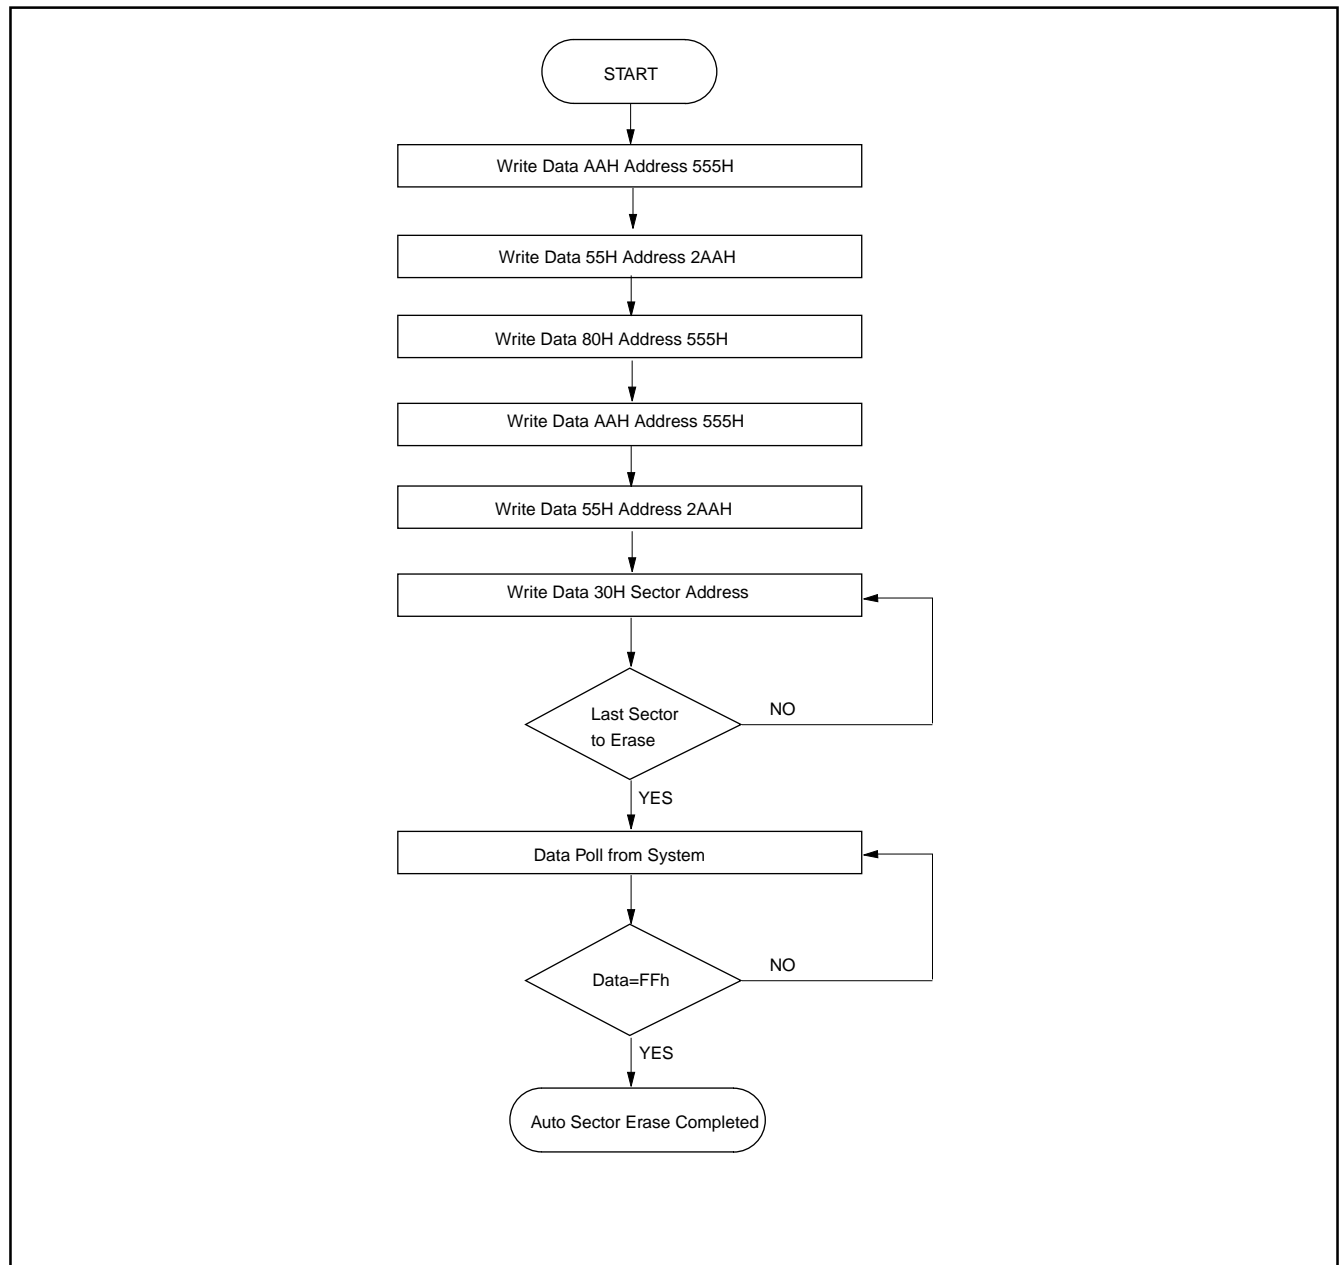 START
Write Data AAH Address 555H
Write Data 55H Address 2AAH
Write Data 80H Address 555H
Write Data AAH Address 555H
Write Data 55H Address 2AAH
Write Data 30H Sector Address
Last Sector
to Erase
NO
YES
Data Poll from System
Data=FFh
NO
YES
Auto Sector Erase Completed